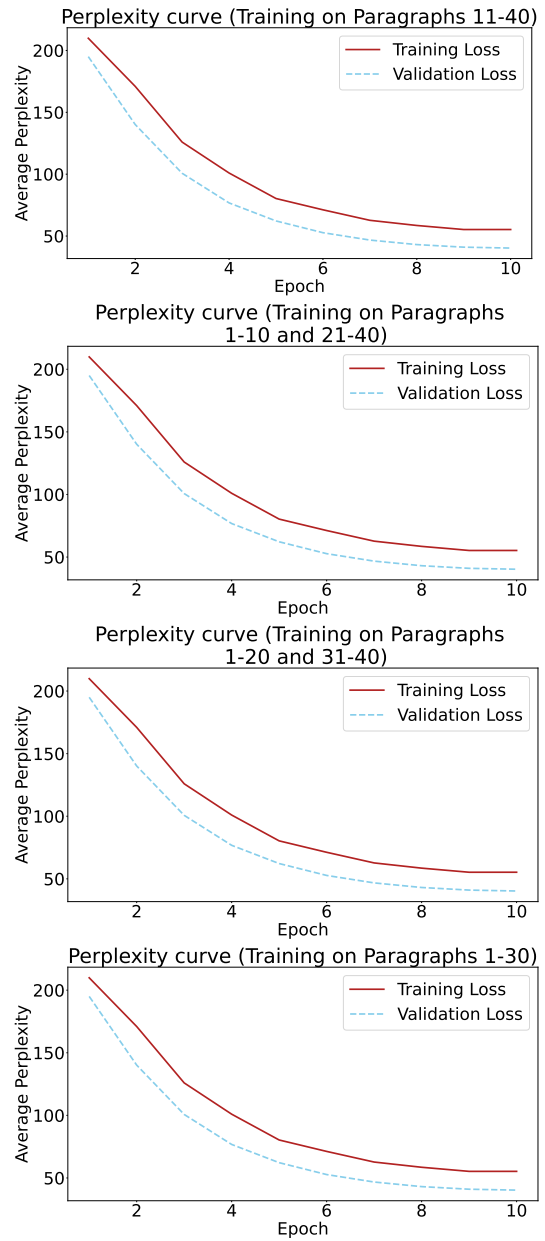 Perplexity curve (Training on Paragraphs 11-40)
Average Perplexity
200
150
100
50
Training Loss
Validation Loss
2 4 6 8 10
Epoch
Perplexity curve (Training on Paragraphs
1-10 and 21-40)
Average Perplexity
200
150
100
50
Training Loss
Validation Loss
2 4 6 8 10
Epoch
Perplexity curve (Training on Paragraphs
1-20 and 31-40)
Average Perplexity
200
150
100
50
Training Loss
Validation Loss
2 4 6 8 10
Epoch
Perplexity curve (Training on Paragraphs 1-30)
Average Perplexity
200
150
100
50
Training Loss
Validation Loss
2 4 6 8 10
Epoch